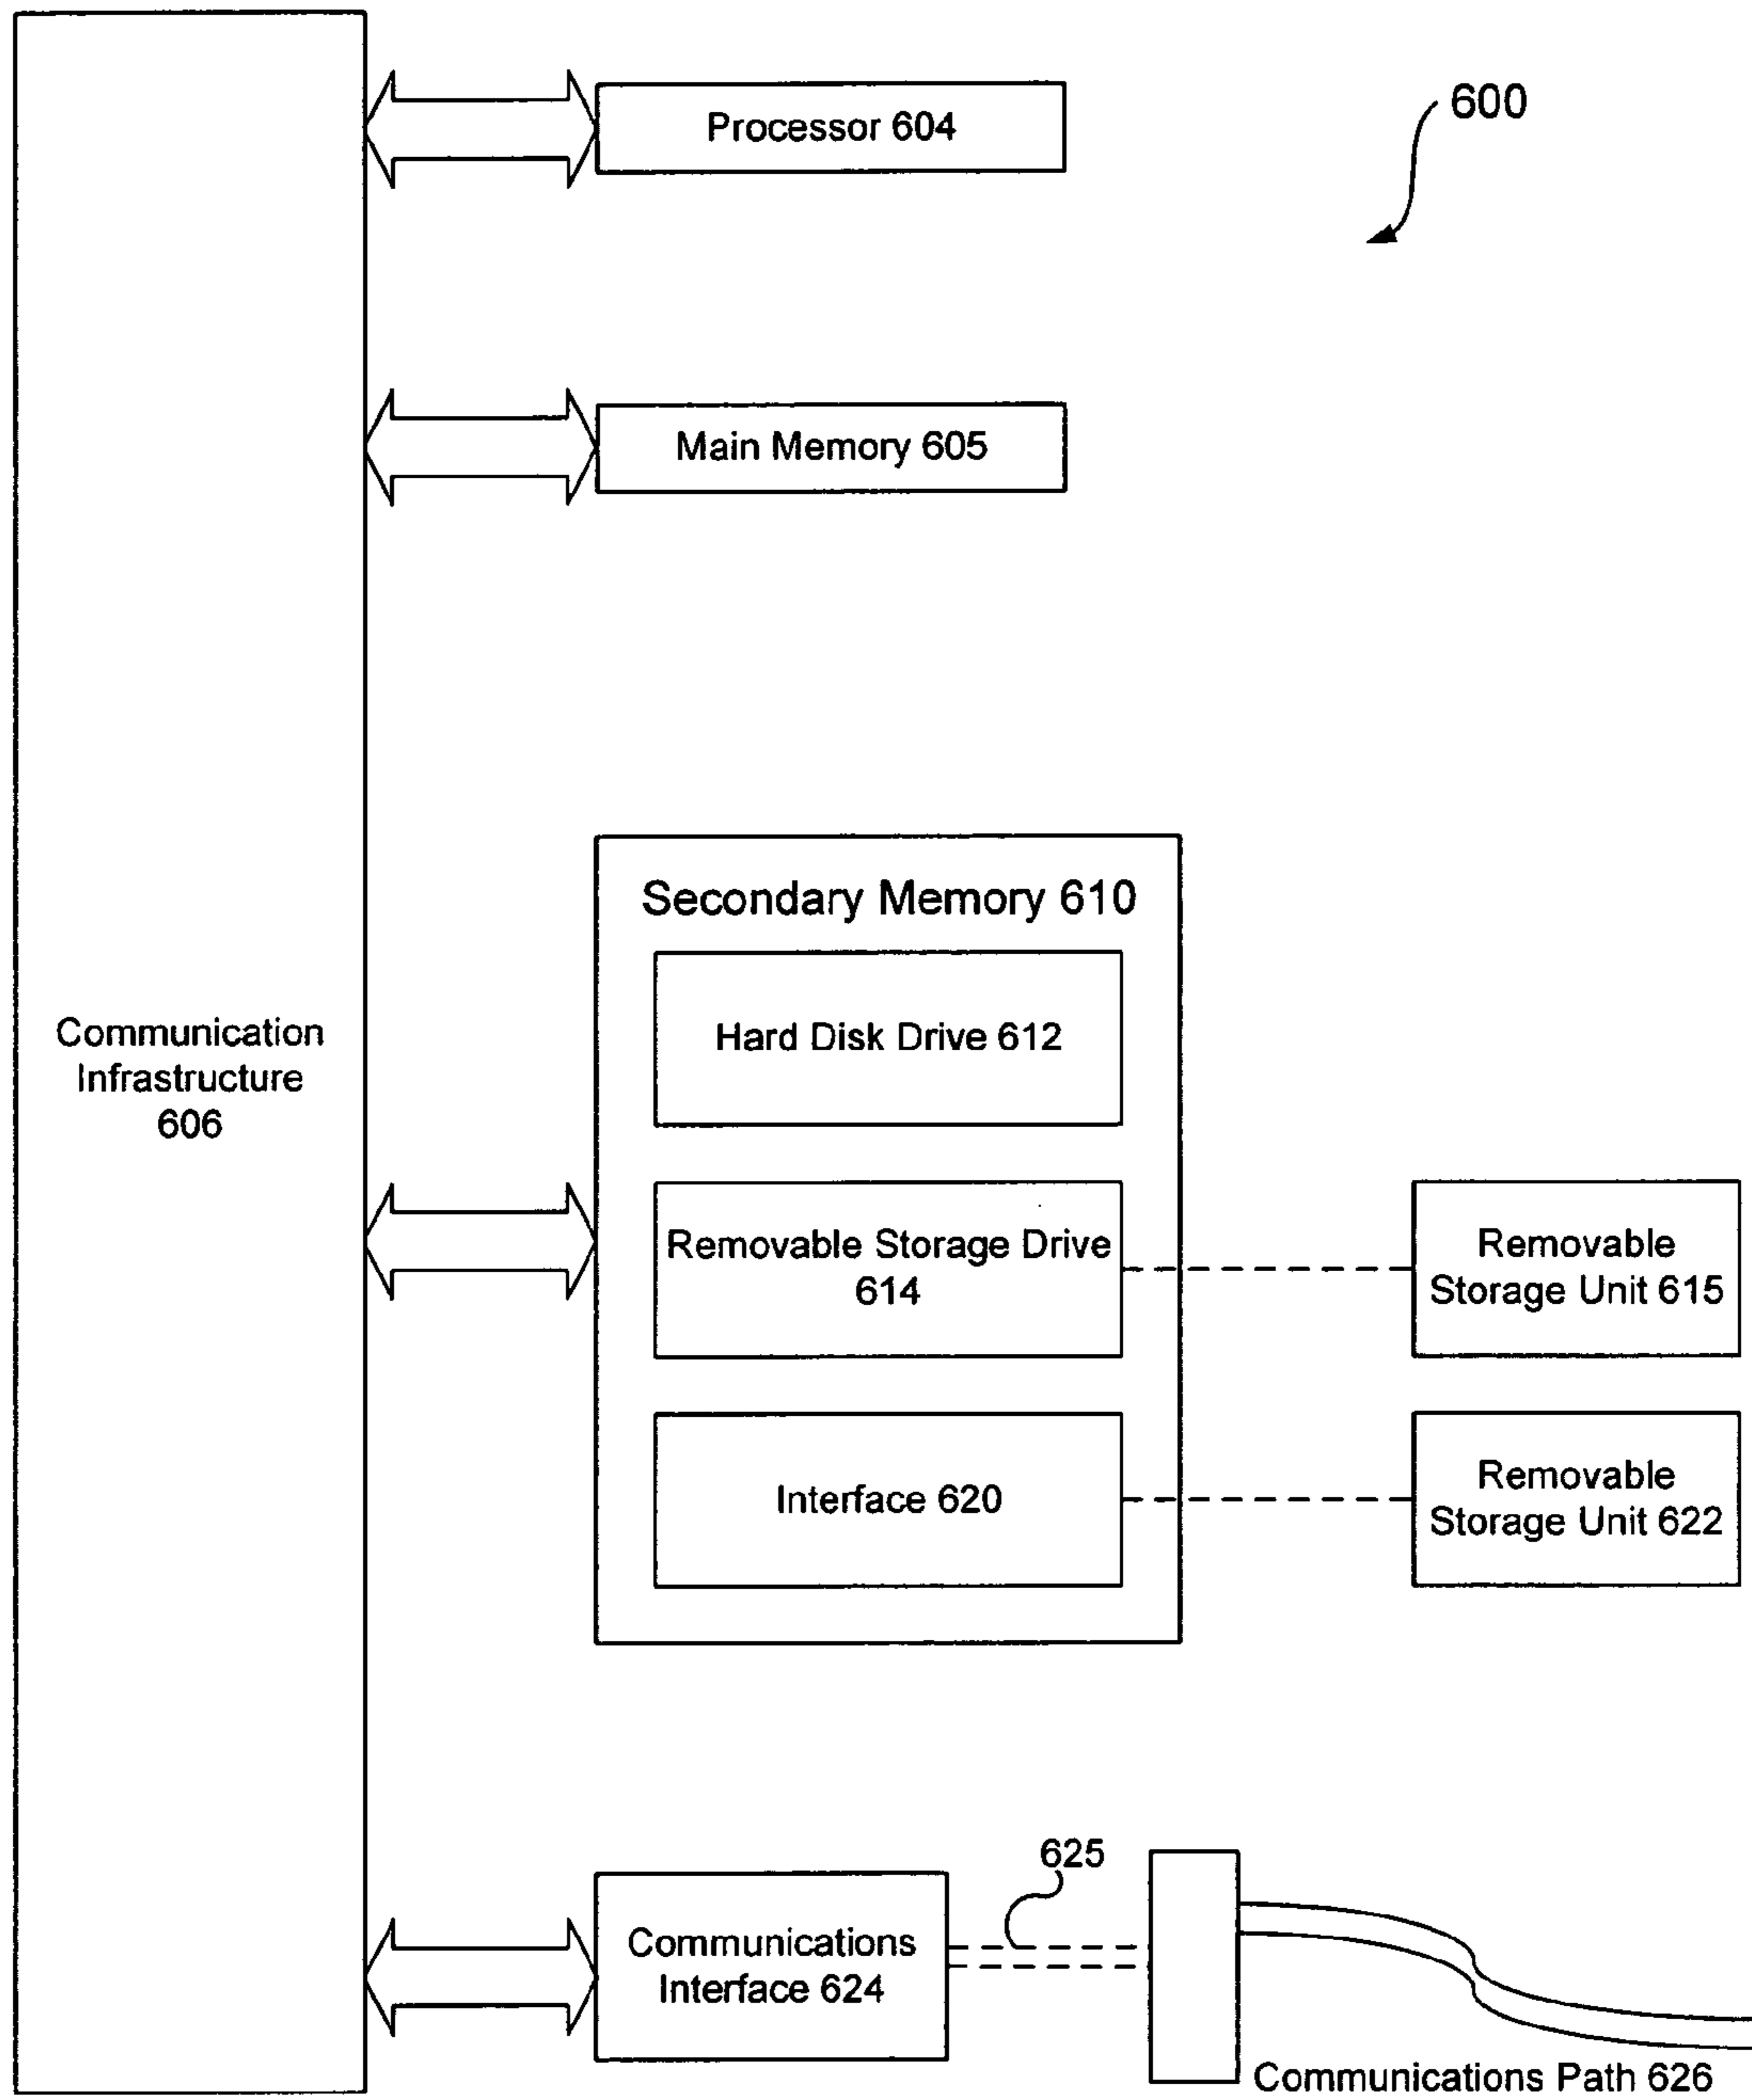 600
Processor 604
Main Memory 605
Communication
Infrastructure
606
Secondary Memory 610
Hard Disk Drive 612
Removable Storage Drive
614
Removable
Storage Unit 615
Interface 620
Removable
Storage Unit 622
625
Communications
Interface 624
Communications Path 626